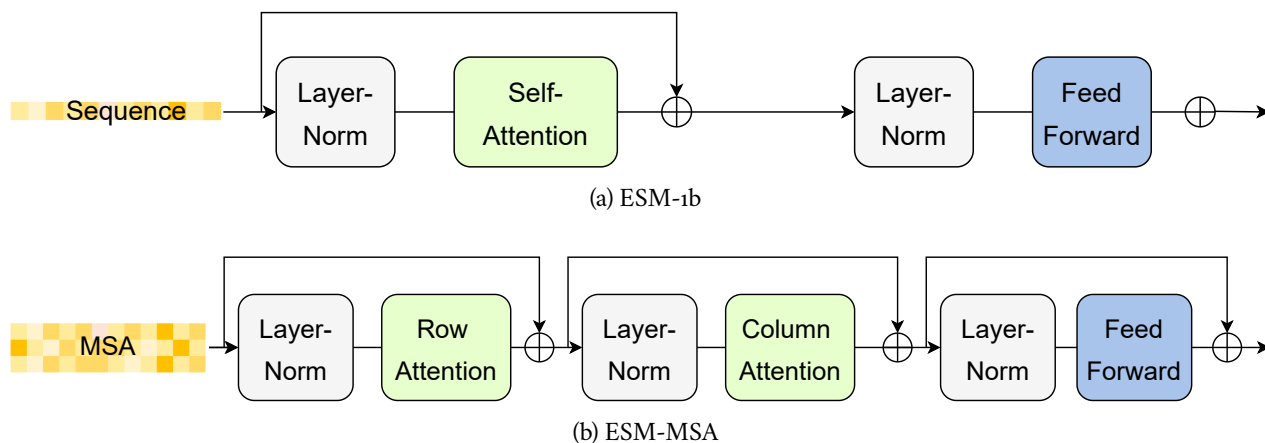 Sequence
Layer-
Norm
Self-
Attention
Layer-
Norm
Feed
Forward
(a) ESM-1b
MSA
Layer-
Norm
Row
Attention
Layer-
Norm
Column
Attention
Layer-
Norm
Feed
Forward
(b) ESM-MSA